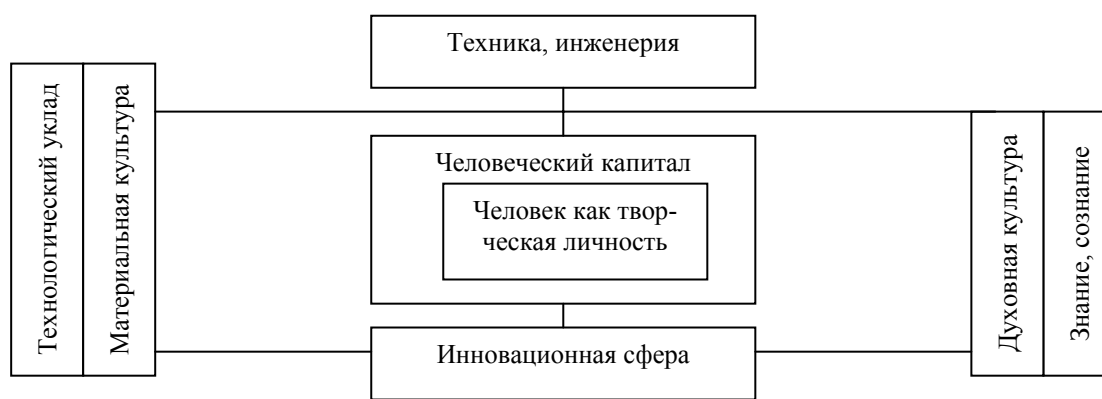 Техника, инженерия
Технологический уклад
Материальная культура
Человеческий капитал
Человек как твор-
ческая личность
Инновационная сфера
Духовная культура
Знание, сознание